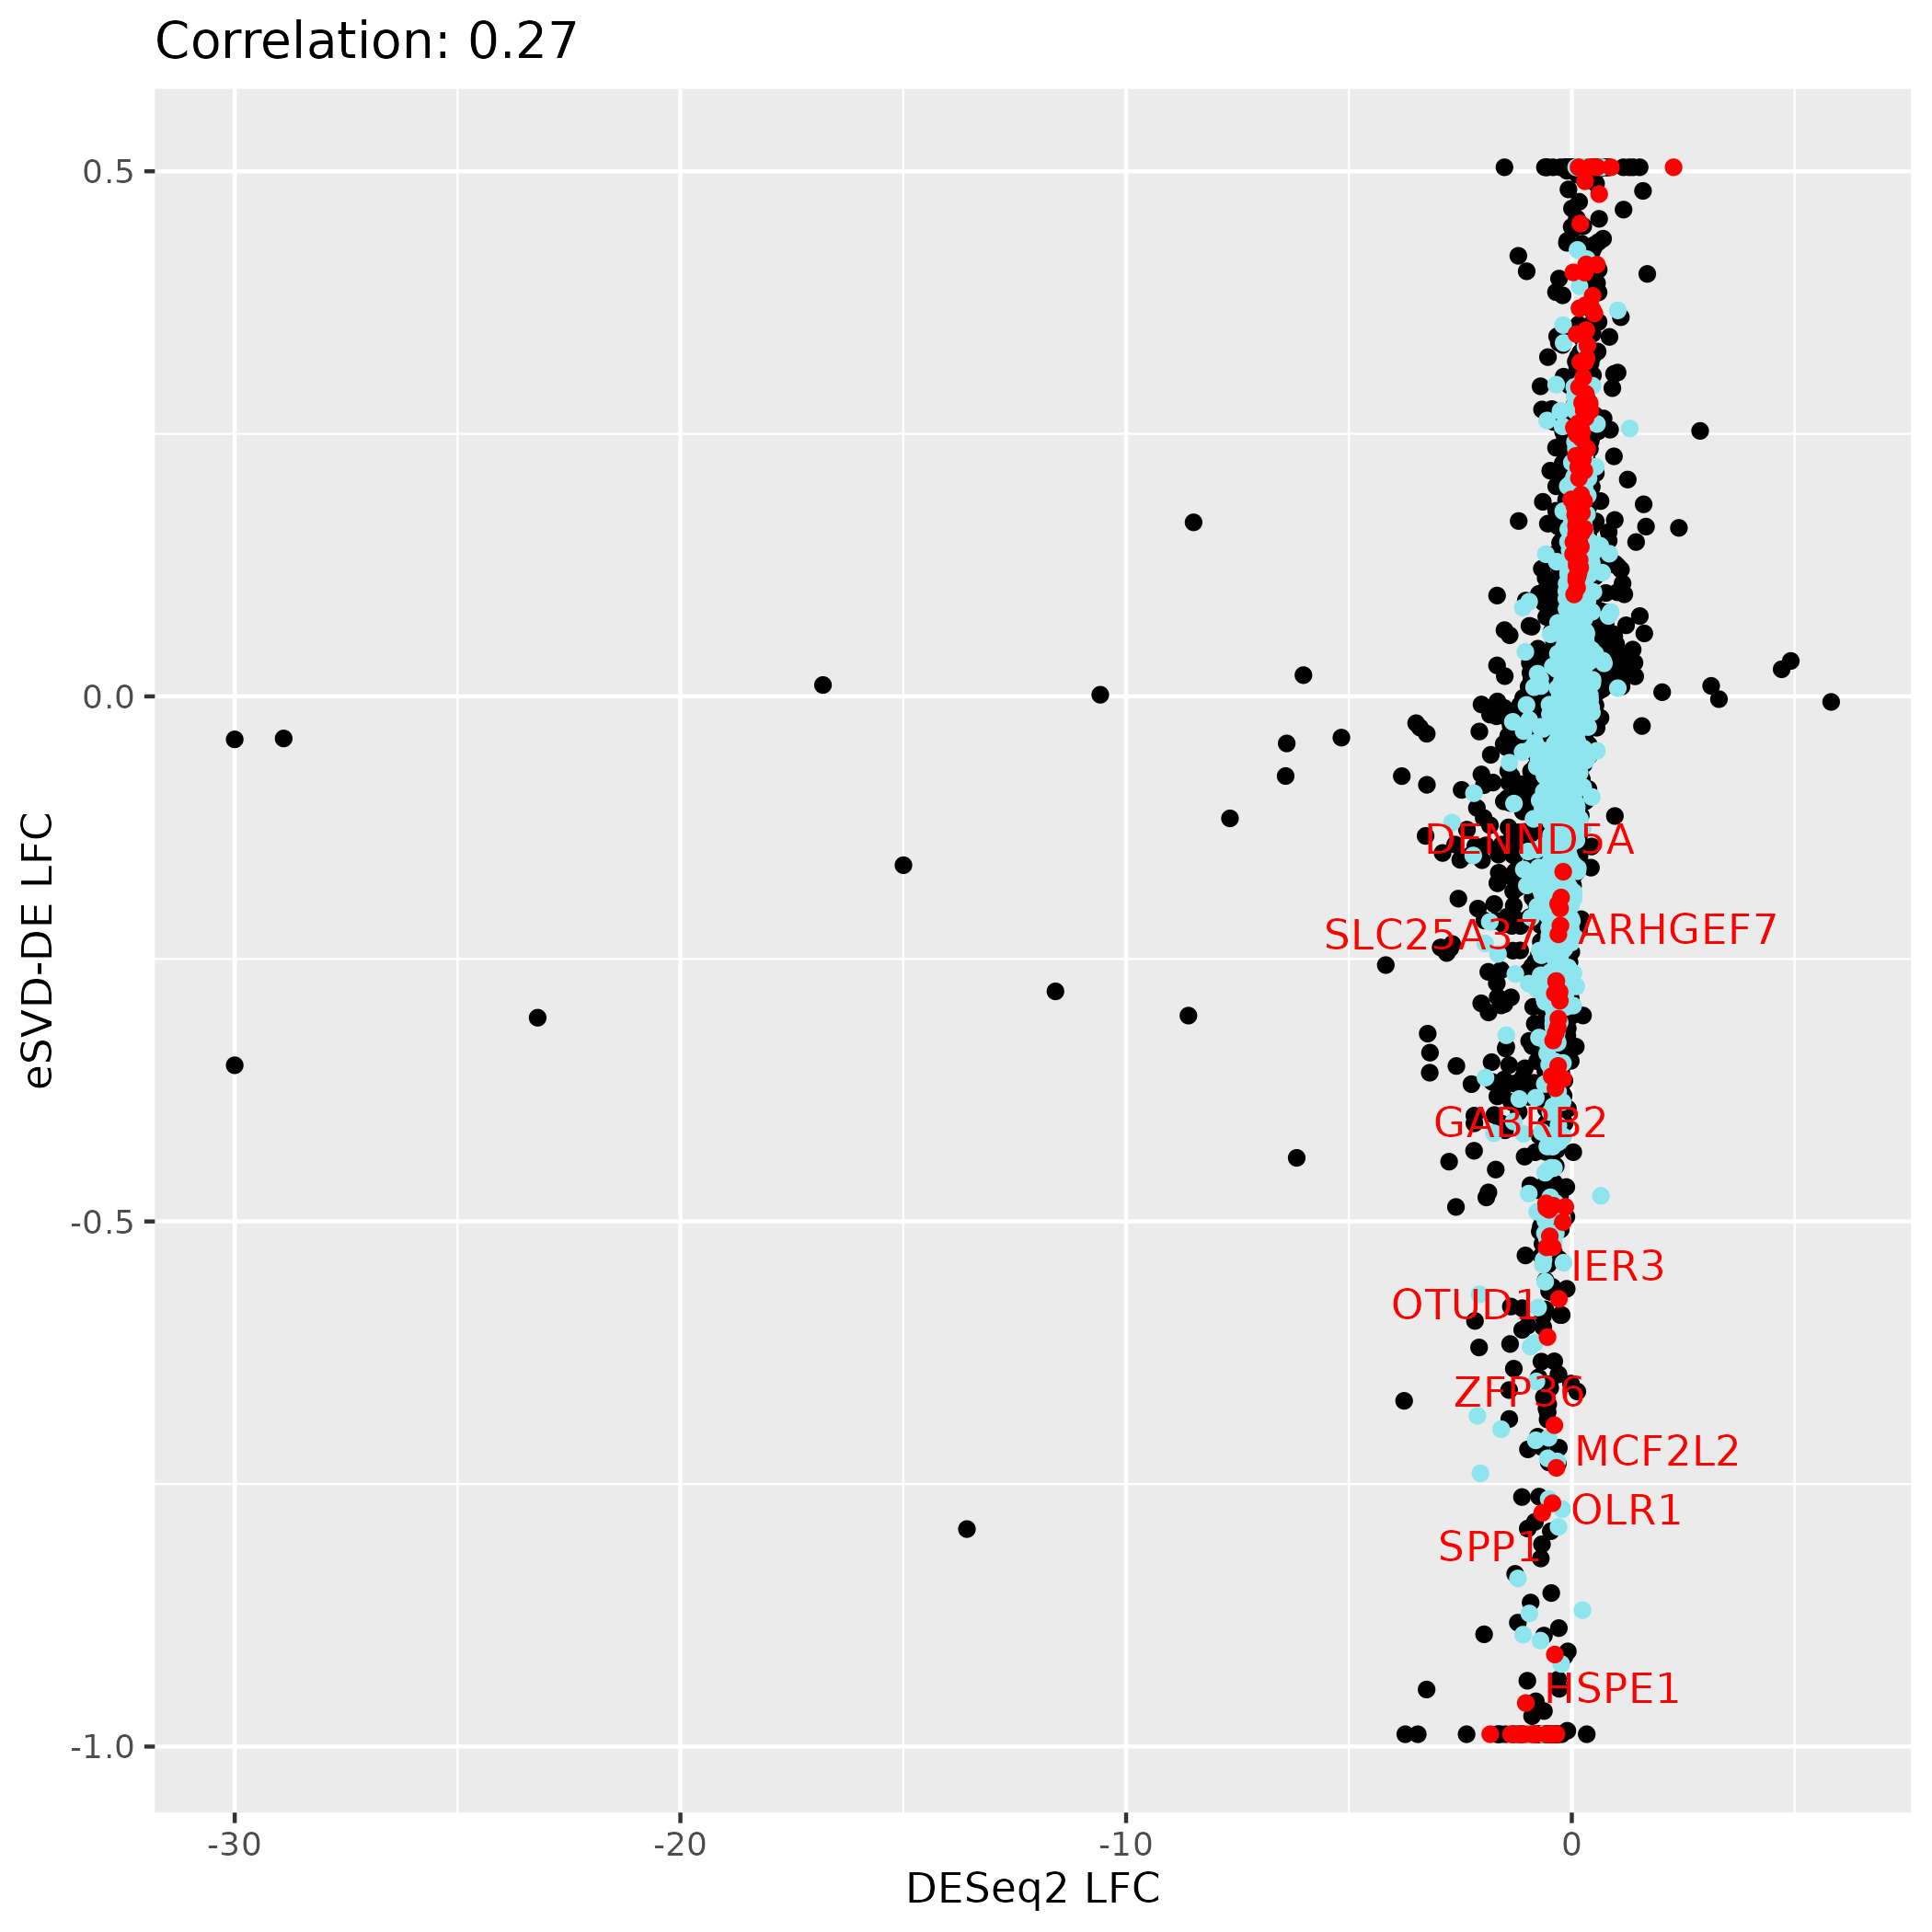 Correlation: 0.27
0.5
0.0
-0.5
-1.0
eSVD-DE LFC
DENND5A
SLC25A37
ARHGEF7
GABRB2
IER3
OTUD1
ZFP36
MCF2L2
OLR1
SPP1
HSPE1
-30
-20
-10
0
DESeq2 LFC